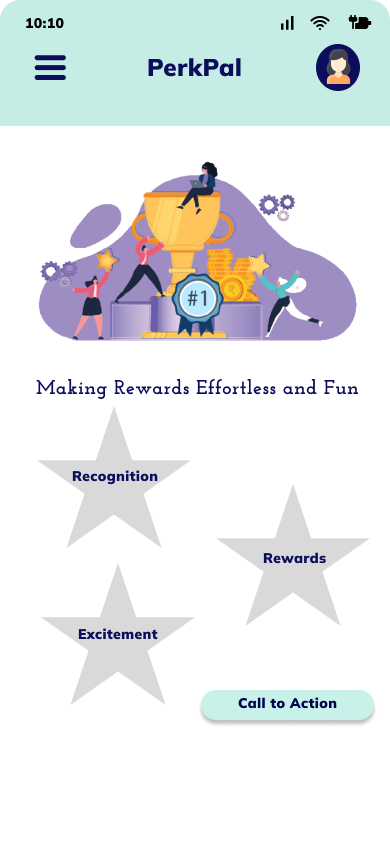 10:10
PerkPal
#1
Making Rewards Effortless and Fun
Recognition
Rewards
Excitement
Call to Action